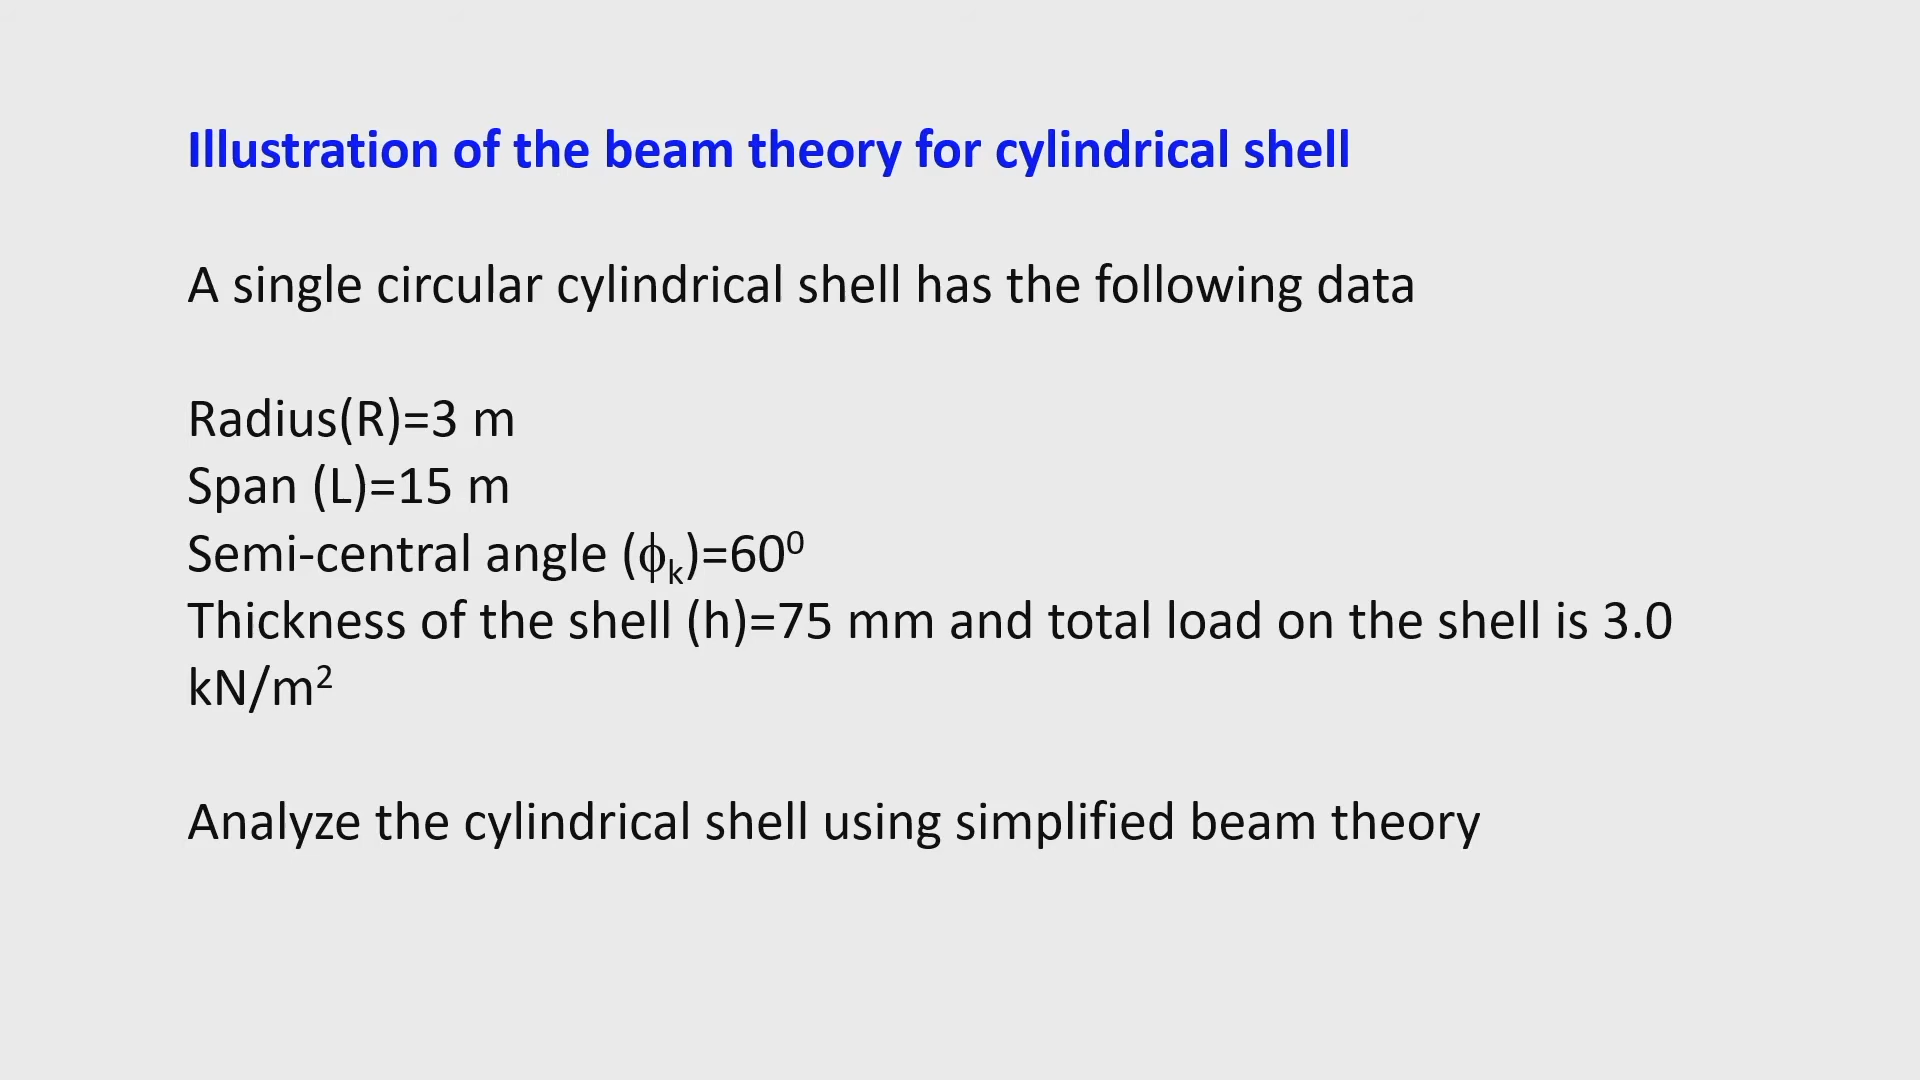 Illustration of the beam theory for cylindrical shell
A single circular cylindrical shell has the following data
Radius(R)=3 m
Span (L)=15 m
Semi-central angle (ϕₖ)=60⁰
Thickness of the shell (h)=75 mm and total load on the shell is 3.0
kN/m²
Analyze the cylindrical shell using simplified beam theory